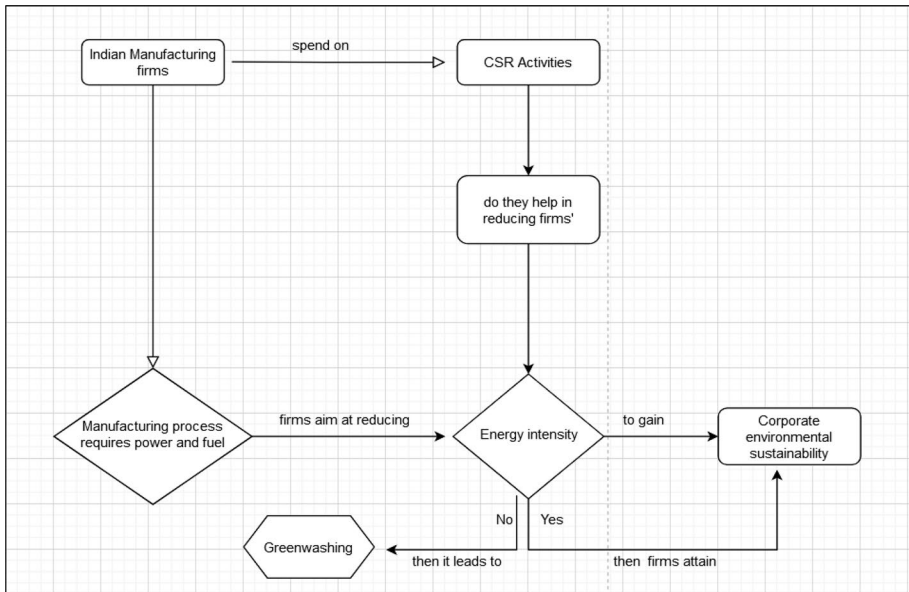 Indian Manufacturing
firms
spend on
CSR Activities
do they help in
reducing firms'
Manufacturing process
requires power and fuel
firms aim at reducing
Energy intensity
to gain
Corporate
environmental
sustainability
No
Yes
Greenwashing
then it leads to
then firms attain